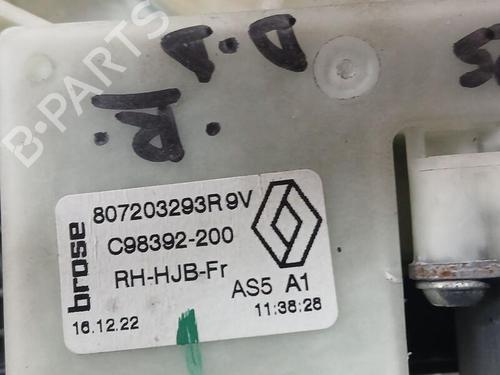 D.D
B.
B-PARTS
brose
807203293R 9V
C98392-200
RH-HJB-Fr
AS5 A1
16.12.22
11:38:28